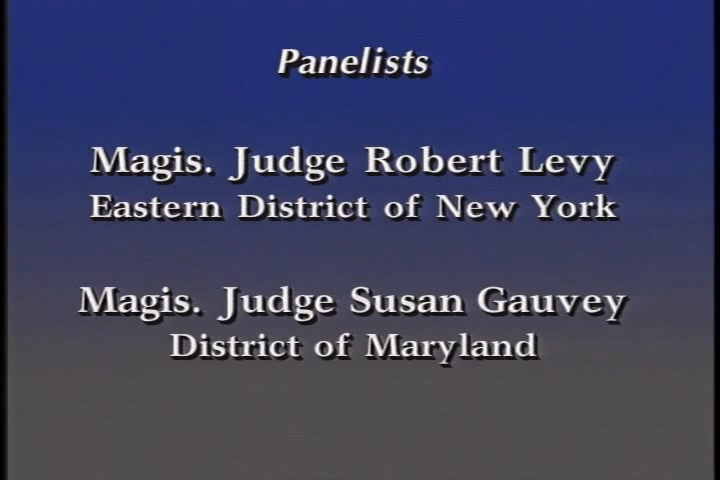 Panelists
Magis. Judge Robert Levy
Eastern District of New York
Magis. Judge Susan Gauvey
District of Maryland